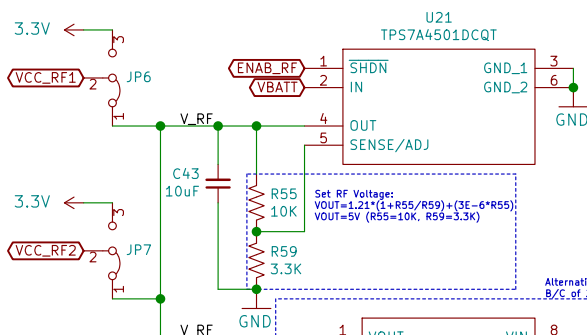 U21
TPS7A4501DCQT
3.3V
3
VCC_RF1
2
JP6
1
ENAB_RF
1
SHDN
GND_1
3
VBATT
2
IN
GND_2
6
GND
V_RF
4
OUT
5
SENSE/ADJ
C43
10uF
R55
10K
Set RF Voltage:
VOUT=1.21*(1+R55/R59)+(3E-6*R55)
VOUT=5V (R55=10K, R59=3.3K)
3.3V
3
VCC_RF2
2
JP7
1
R59
3.3K
GND
Alternati
B/C of
V_RF
1
VOUT
VIN
8